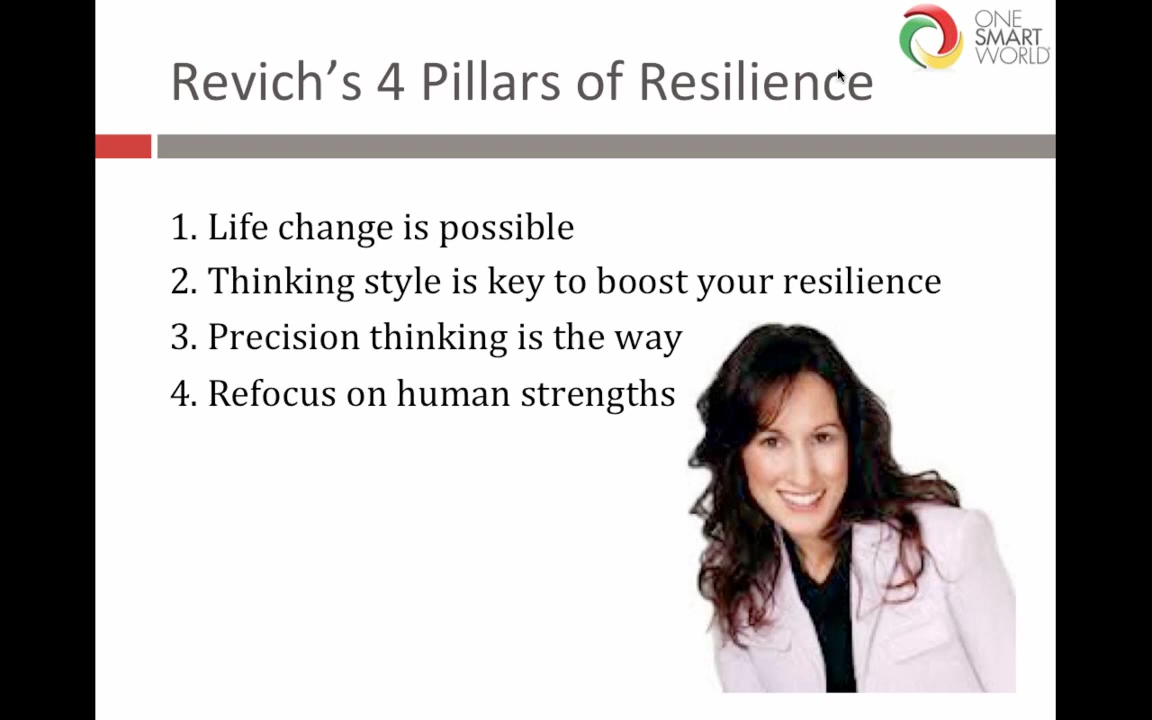 ONE
SMART
WORLD
Revich’s 4 Pillars of Resilience
1. Life change is possible
2. Thinking style is key to boost your resilience
3. Precision thinking is the way
4. Refocus on human strengths